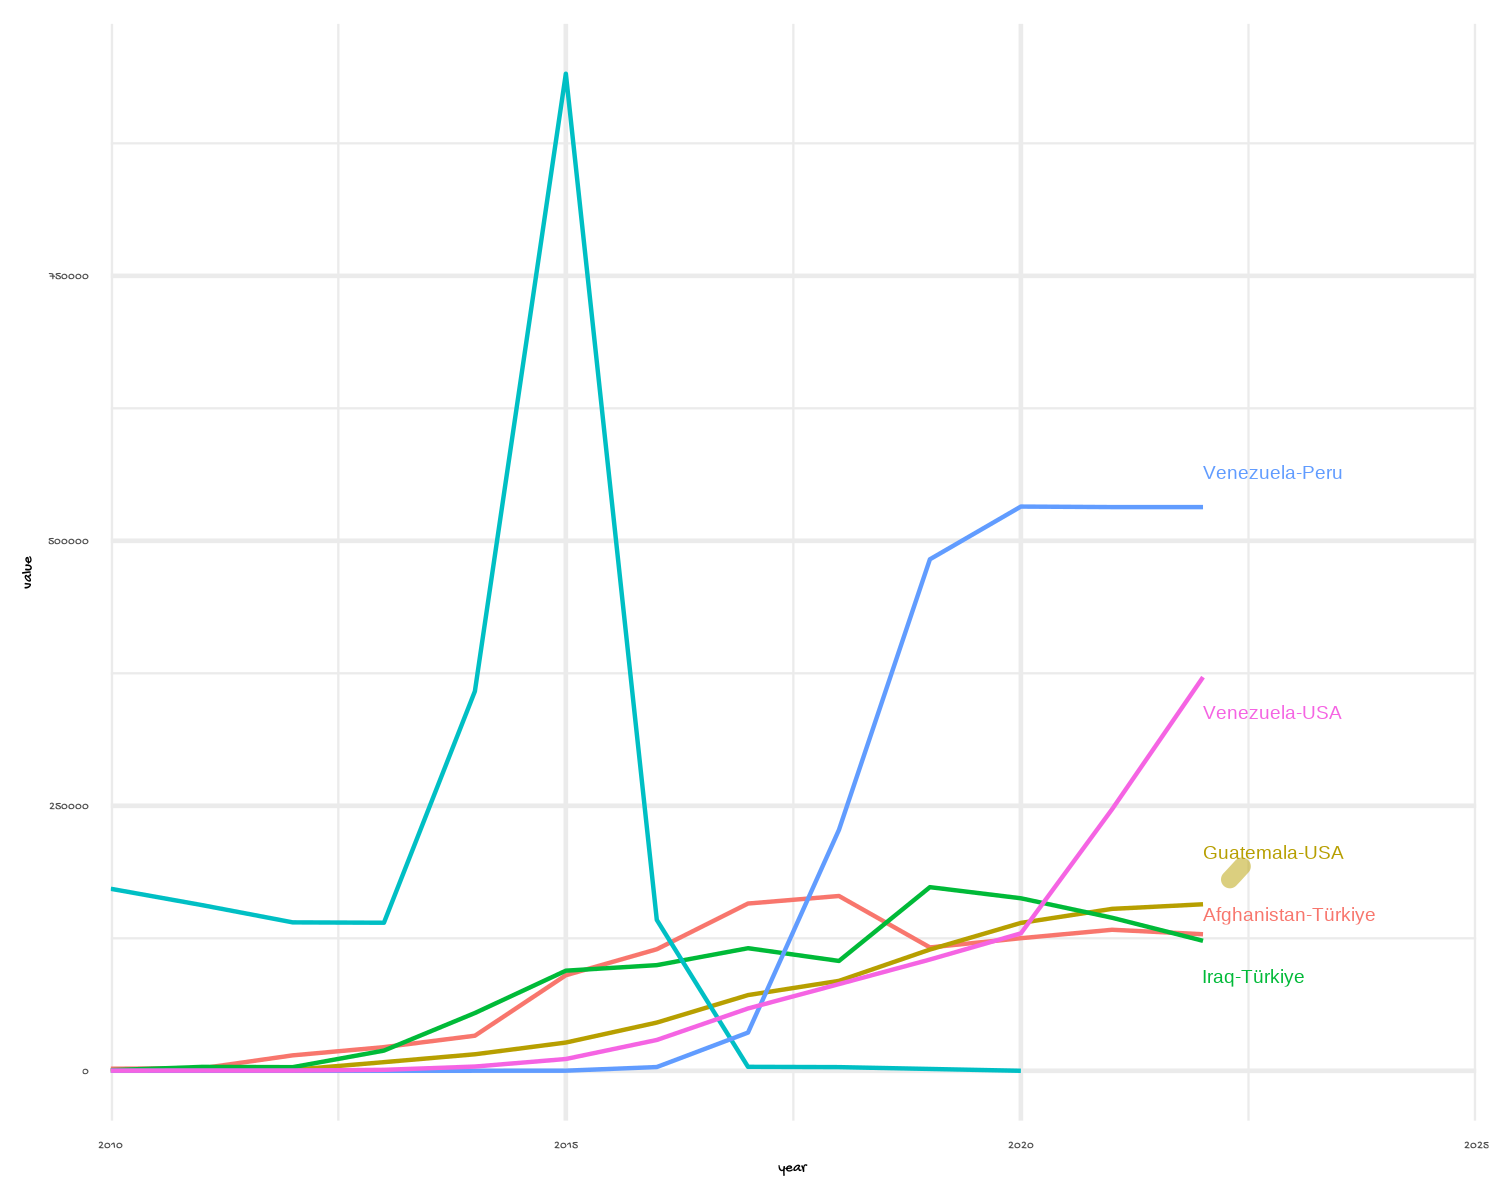 750000
500000
250000
0
value
Venezuela-Peru
Venezuela-USA
Guatemala-USA
Afghanistan-Türkiye
Iraq-Türkiye
2010
2015
2020
2025
year